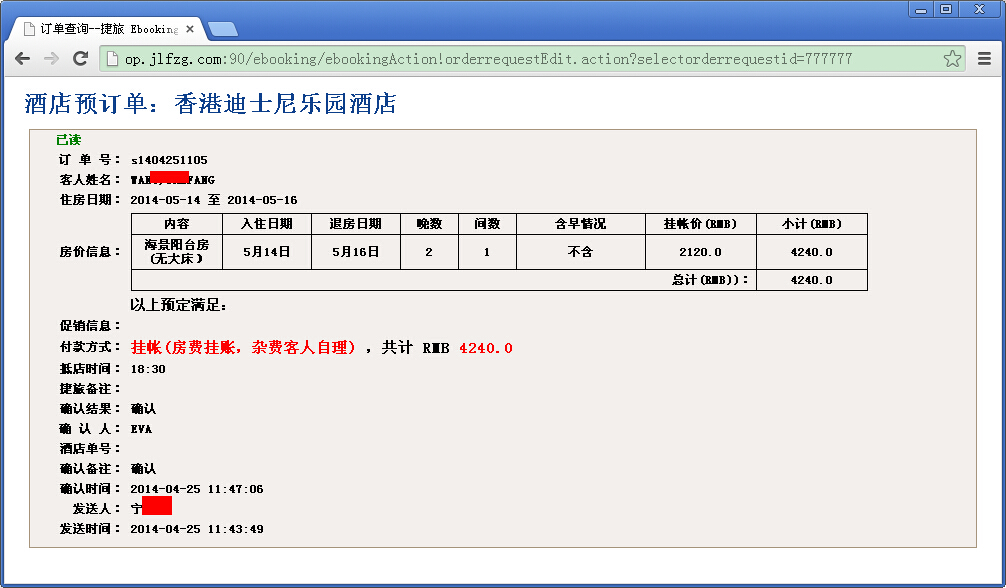 订单查询--捷旅 Ebooking
op.jlfzg.com:90/ebooking/ebookingAction!orderrequestEdit.action?selectorderrequestid=777777
酒店预订单：香港迪士尼乐园酒店
已读
订 单 号： s1404251105
客人姓名： FANG
住房日期： 2014-05-14 至 2014-05-16
内容 入住日期 退房日期 晚数 间数 含早情况 挂帐价(RMB) 小计(RMB)
房价信息： 海景阳台房(无大床) 5月14日 5月16日 2 1 不含 2120.0 4240.0
总计(RMB))： 4240.0
以上预定满足：
促销信息：
付款方式： 挂帐(房费挂账，杂费客人自理) ，共计 RMB 4240.0
抵店时间： 18:30
捷旅备注：
确认结果： 确认
确 认 人： EVA
酒店单号：
确认备注： 确认
确认时间： 2014-04-25 11:47:06
发送人： 宁
发送时间： 2014-04-25 11:43:49